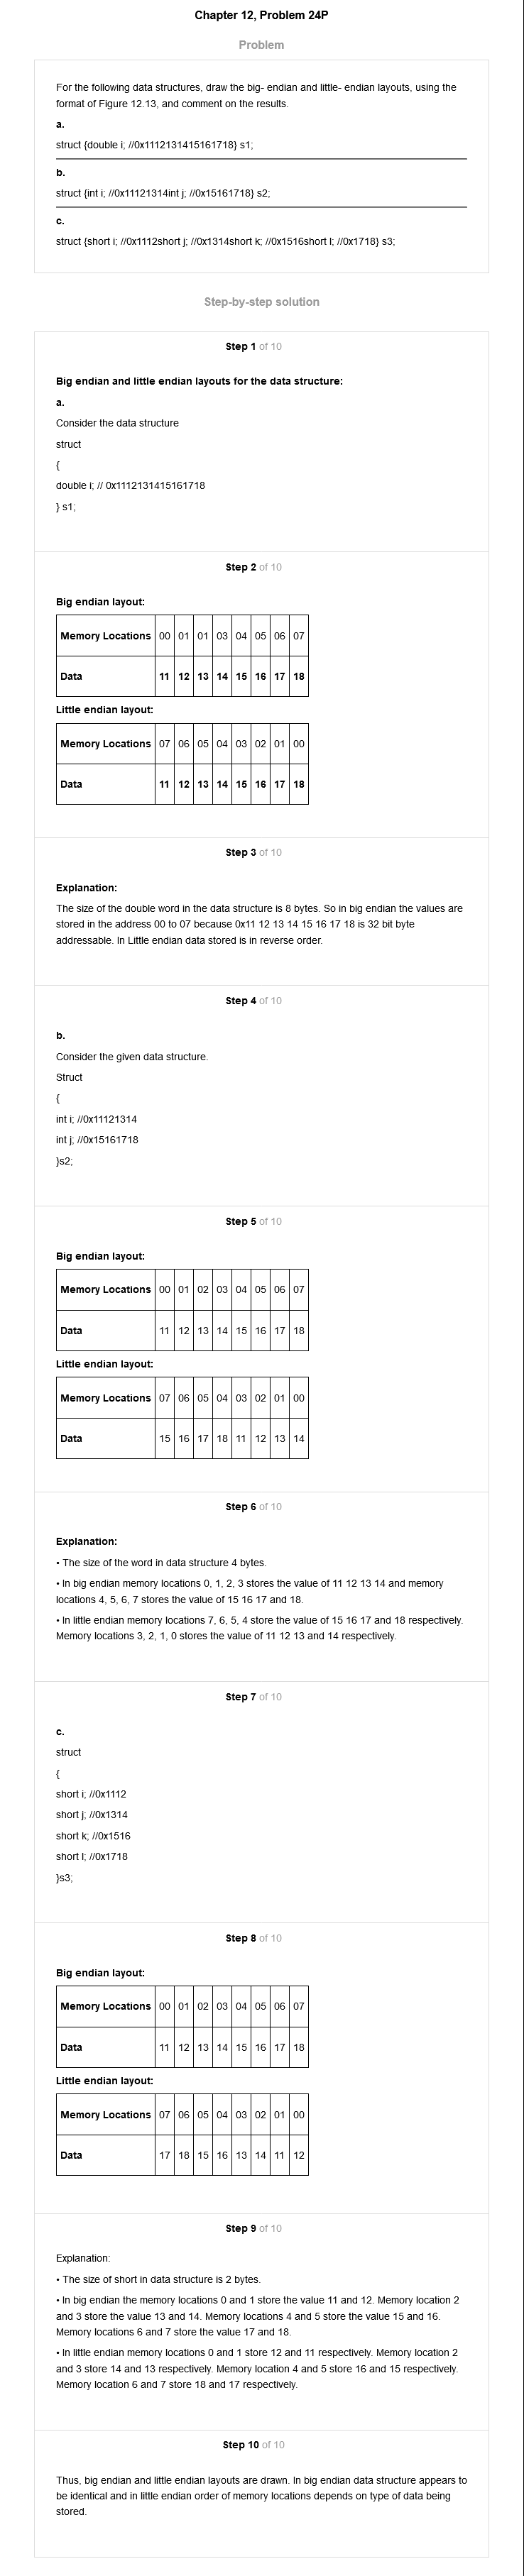 Chapter 12, Problem 24P
Problem
For the following data structures, draw the big- endian and little- endian layouts, using the
format of Figure 12.13, and comment on the results.
a.
struct {double i; //0x1112131415161718} s1;
b.
struct {int i; //0x11121314int j; //0x15161718} s2;
c.
struct {short i; //0x1112short j; //0x1314short k; //0x1516short l; //0x1718} s3;
Step-by-step solution
Step 1 of 10
Big endian and little endian layouts for the data structure:
a.
Consider the data structure
struct
{
double i; // 0x1112131415161718
} s1;
Step 2 of 10
Big endian layout:
Memory Locations 00 01 01 03 04 05 06 07
Data 11 12 13 14 15 16 17 18
Little endian layout:
Memory Locations 07 06 05 04 03 02 01 00
Data 11 12 13 14 15 16 17 18
Step 3 of 10
Explanation:
The size of the double word in the data structure is 8 bytes. So in big endian the values are
stored in the address 00 to 07 because 0x11 12 13 14 15 16 17 18 is 32 bit byte
addressable. In Little endian data stored is in reverse order.
Step 4 of 10
b.
Consider the given data structure.
Struct
{
int i; //0x11121314
int j; //0x15161718
}s2;
Step 5 of 10
Big endian layout:
Memory Locations 00 01 02 03 04 05 06 07
Data 11 12 13 14 15 16 17 18
Little endian layout:
Memory Locations 07 06 05 04 03 02 01 00
Data 15 16 17 18 11 12 13 14
Step 6 of 10
Explanation:
• The size of the word in data structure 4 bytes.
• In big endian memory locations 0, 1, 2, 3 stores the value of 11 12 13 14 and memory
locations 4, 5, 6, 7 stores the value of 15 16 17 and 18.
• In little endian memory locations 7, 6, 5, 4 store the value of 15 16 17 and 18 respectively.
Memory locations 3, 2, 1, 0 stores the value of 11 12 13 and 14 respectively.
Step 7 of 10
c.
struct
{
short i; //0x1112
short j; //0x1314
short k; //0x1516
short l; //0x1718
}s3;
Step 8 of 10
Big endian layout:
Memory Locations 00 01 02 03 04 05 06 07
Data 11 12 13 14 15 16 17 18
Little endian layout:
Memory Locations 07 06 05 04 03 02 01 00
Data 17 18 15 16 13 14 11 12
Step 9 of 10
Explanation:
• The size of short in data structure is 2 bytes.
• In big endian the memory locations 0 and 1 store the value 11 and 12. Memory location 2
and 3 store the value 13 and 14. Memory locations 4 and 5 store the value 15 and 16.
Memory locations 6 and 7 store the value 17 and 18.
• In little endian memory locations 0 and 1 store 12 and 11 respectively. Memory location 2
and 3 store 14 and 13 respectively. Memory location 4 and 5 store 16 and 15 respectively.
Memory location 6 and 7 store 18 and 17 respectively.
Step 10 of 10
Thus, big endian and little endian layouts are drawn. In big endian data structure appears to
be identical and in little endian order of memory locations depends on type of data being
stored.